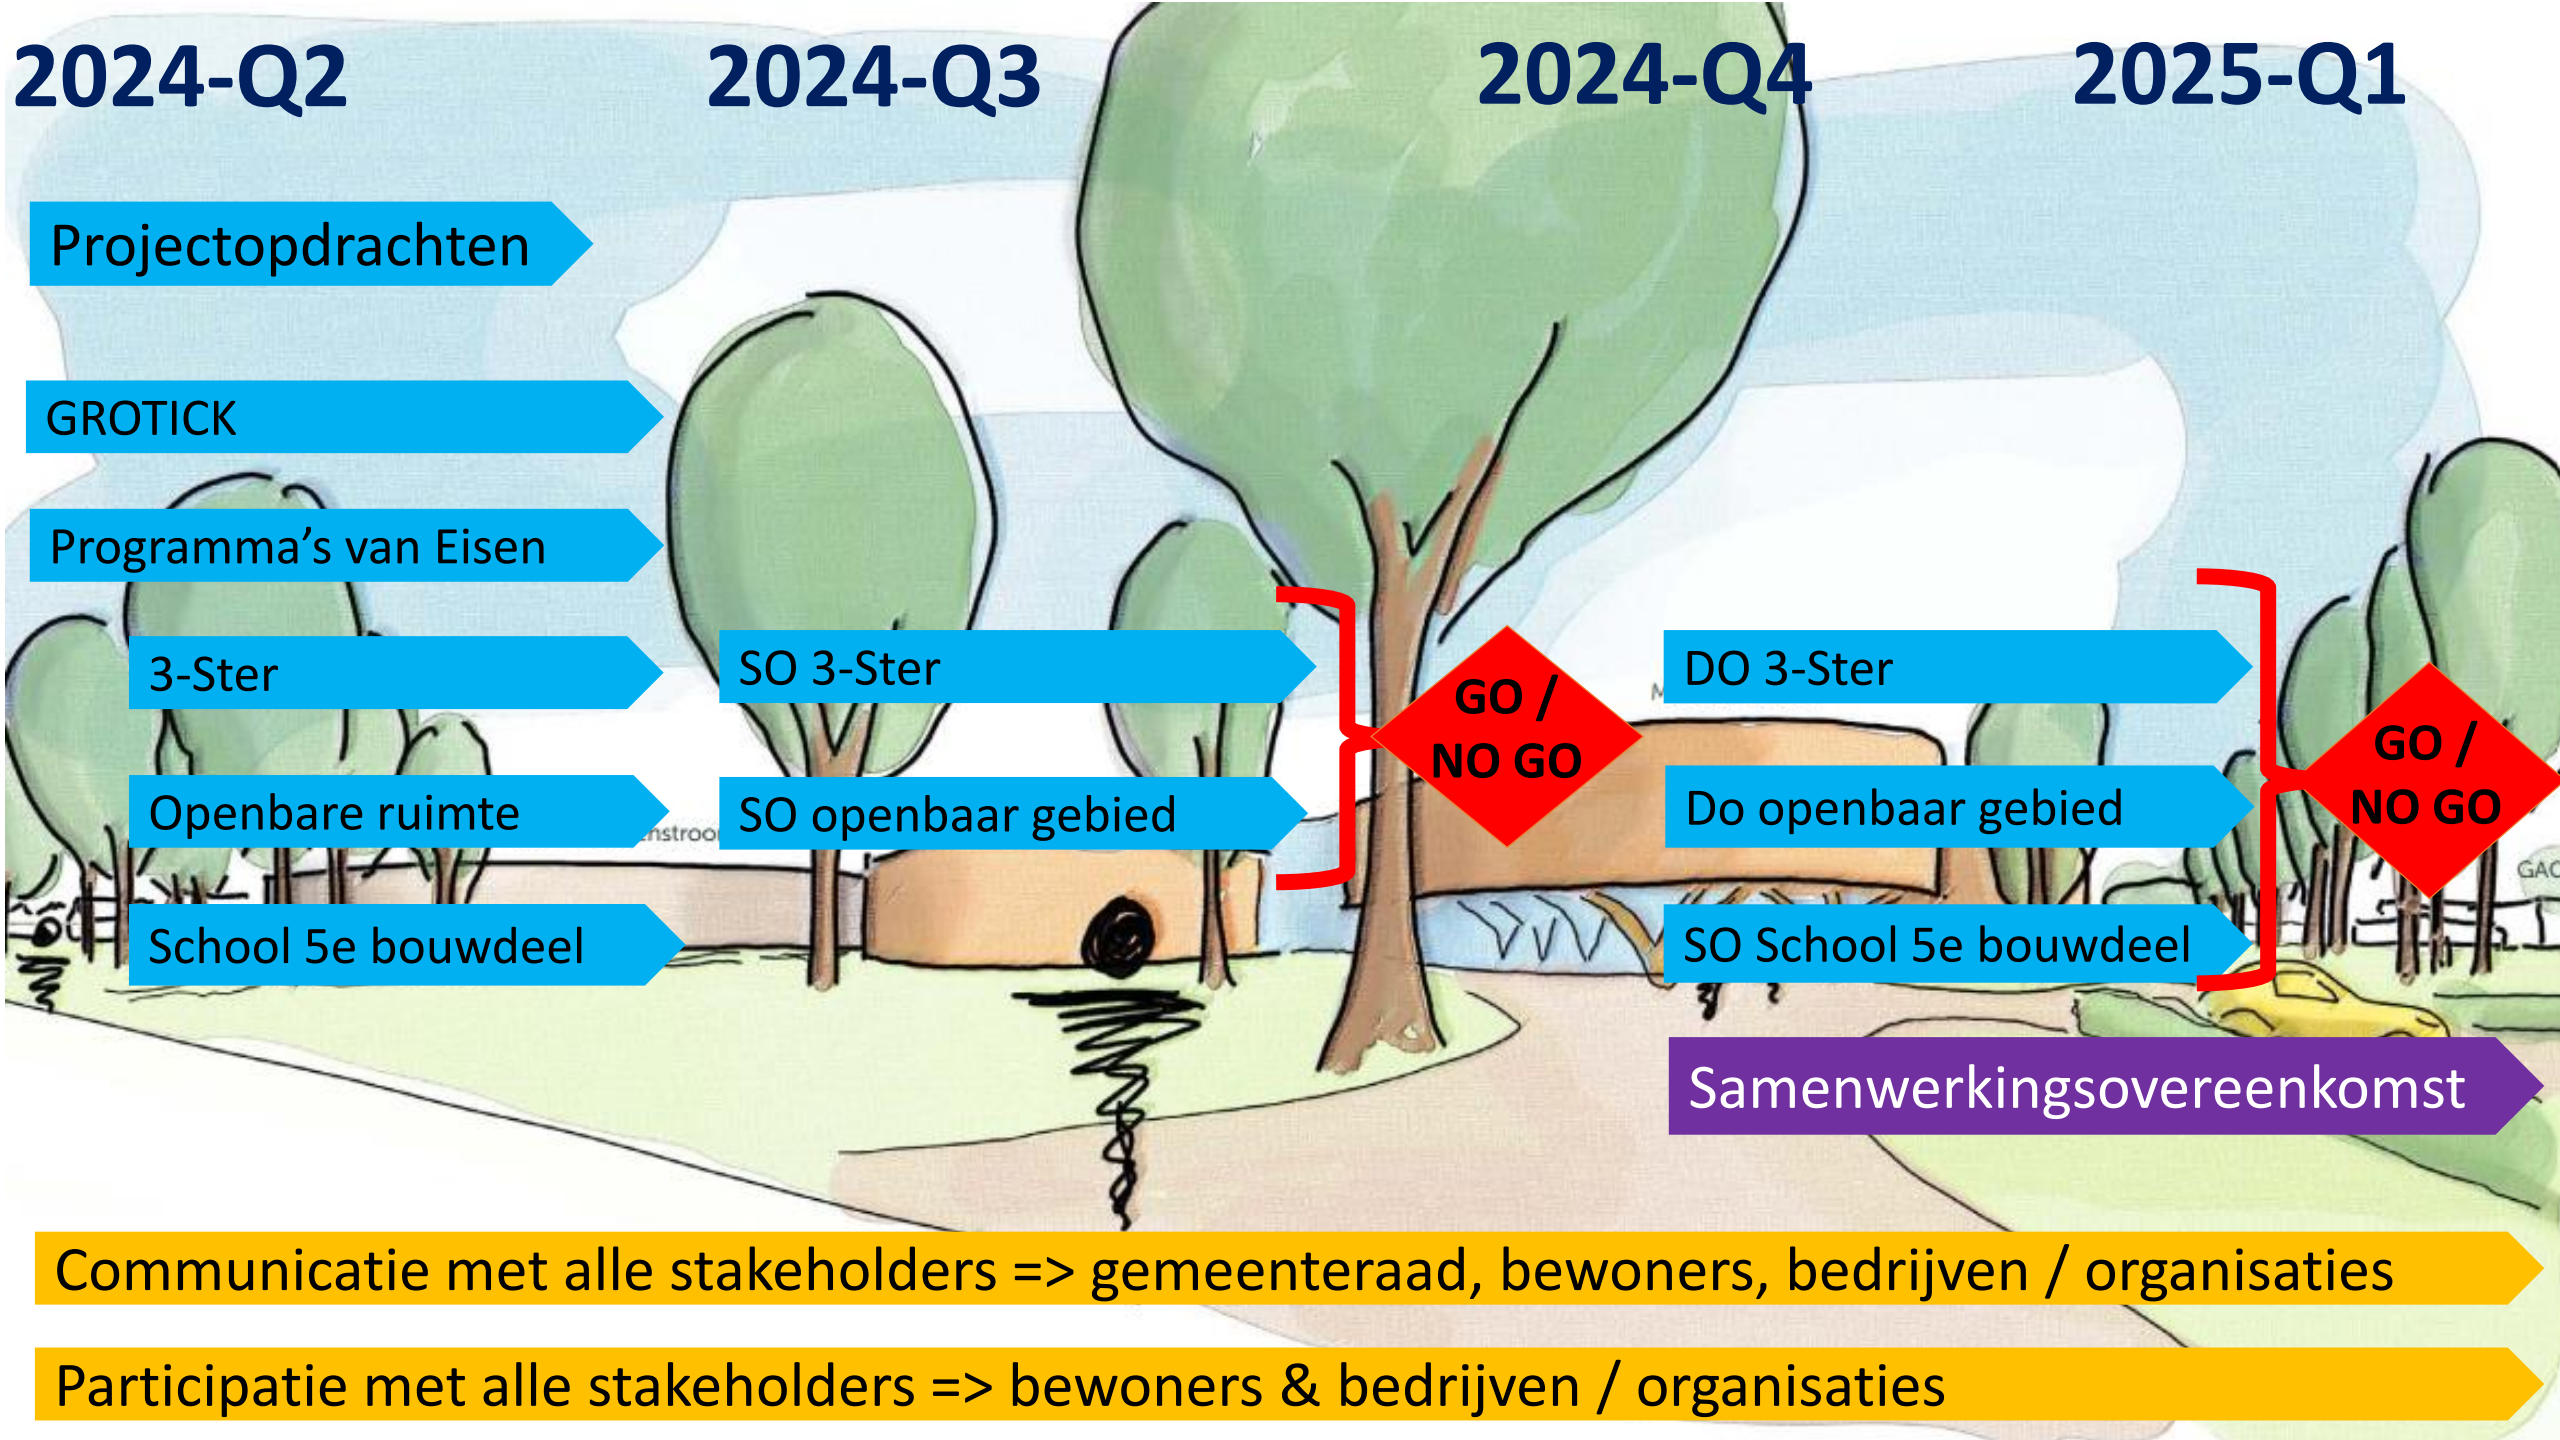 2024-Q2 2024-Q3 2024-Q4 2025-Q1
Projectopdrachten
GROTICK
Programma’s van Eisen
3-Ster
SO 3-Ster
DO 3-Ster
GO /
NO GO
GO /
NO GO
Openbare ruimte
SO openbaar gebied
Do openbaar gebied
School 5e bouwdeel
SO School 5e bouwdeel
Samenwerkingsovereenkomst
Communicatie met alle stakeholders => gemeenteraad, bewoners, bedrijven / organisaties
Participatie met alle stakeholders => bewoners & bedrijven / organisaties